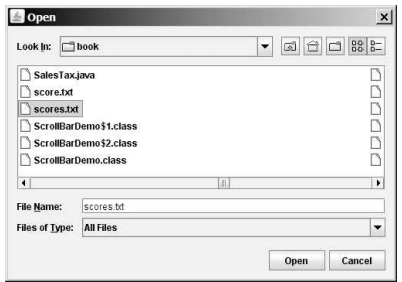 Open
Look In: book
SalesTax.java
score.txt
scores.txt
ScrollBarDemo$1.class
ScrollBarDemo$2.class
ScrollBarDemo.class
File Name: scores.txt
Files of Type: All Files
Open Cancel